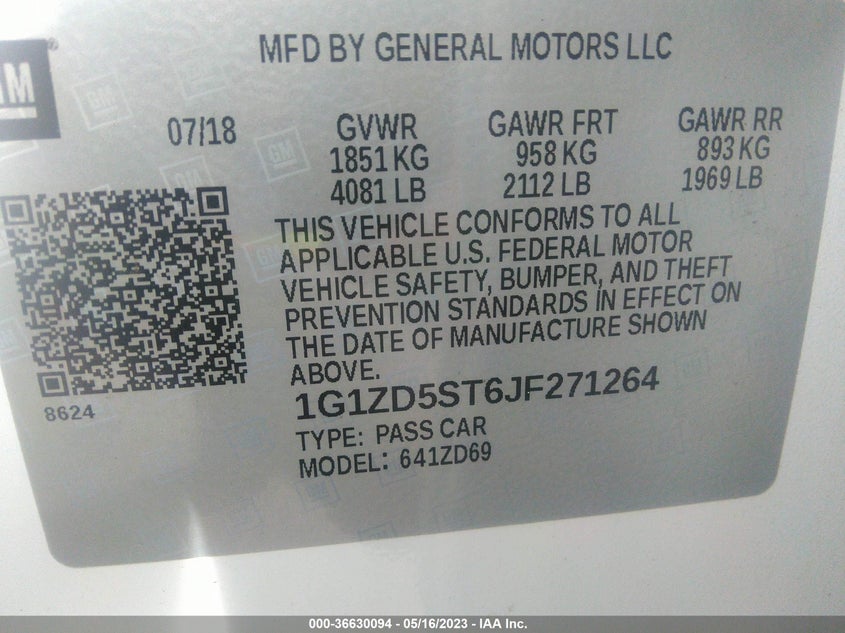 GM
MFD BY GENERAL MOTORS LLC
07/18
GVWR
1851 KG
4081 LB
GAWR FRT
958 KG
2112 LB
GAWR RR
893 KG
1969 LB
THIS VEHICLE CONFORMS TO ALL
APPLICABLE U.S. FEDERAL MOTOR
VEHICLE SAFETY, BUMPER, AND THEFT
PREVENTION STANDARDS IN EFFECT ON
THE DATE OF MANUFACTURE SHOWN
ABOVE.
8624
1G1ZD5ST6JF271264
TYPE: PASS CAR
MODEL: 641ZD69
000-36630094 - 05/16/2023 - IAA Inc.